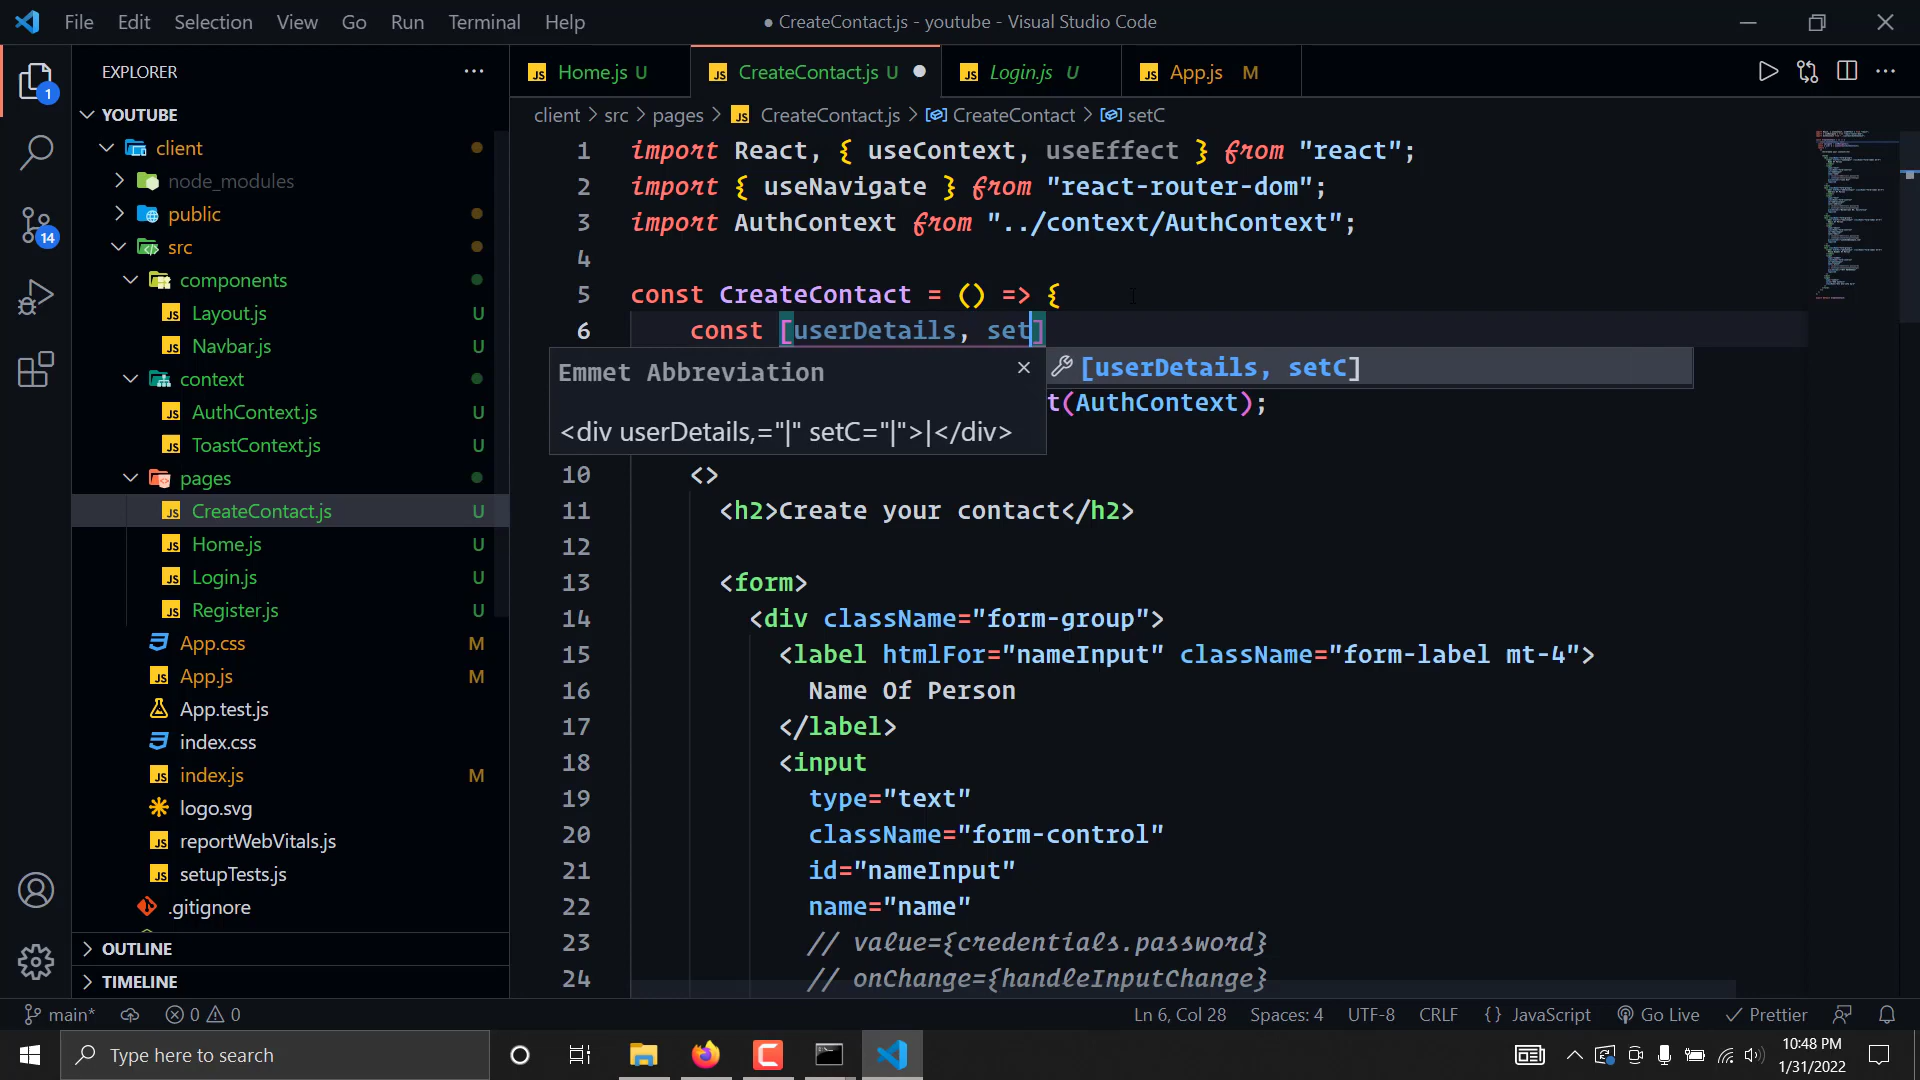 File Edit Selection View Go Run Terminal Help
● CreateContact.js - youtube - Visual Studio Code
EXPLORER
YOUTUBE
client
node_modules
public
src
components
Layout.js U
Navbar.js U
context
AuthContext.js U
ToastContext.js U
pages
CreateContact.js U
Home.js U
Login.js U
Register.js U
App.css M
App.js M
App.test.js
index.css
index.js M
logo.svg
reportWebVitals.js
setupTests.js
.gitignore
OUTLINE
TIMELINE
1
14
Home.js U CreateContact.js U Login.js U App.js M
client > src > pages > CreateContact.js > CreateContact > setC
1 import React, { useContext, useEffect } from "react";
2 import { useNavigate } from "react-router-dom";
3 import AuthContext from "../context/AuthContext";
4
5 const CreateContact = () => {
6 const [userDetails, set]
Emmet Abbreviation
<div userDetails,="|" setC="|">|</div>
[userDetails, setC]
t(AuthContext);
10 <>
11 <h2>Create your contact</h2>
12
13 <form>
14 <div className="form-group">
15 <label htmlFor="nameInput" className="form-label mt-4">
16 Name Of Person
17 </label>
18 <input
19 type="text"
20 className="form-control"
21 id="nameInput"
22 name="name"
23 // value={credentials.password}
24 // onChange={handleInputChange}
main* 0 0 Ln 6, Col 28 Spaces: 4 UTF-8 CRLF {} JavaScript Go Live Prettier
Type here to search
10:48 PM
1/31/2022